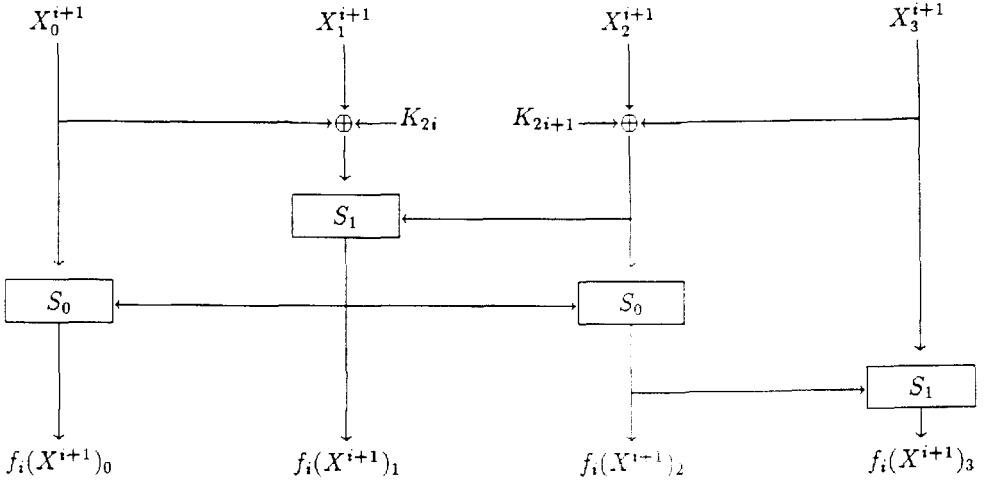 X_0^{i+1} X_1^{i+1} X_2^{i+1} X_3^{i+1}
⊕ K_{2i} K_{2i+1} ⊕
S_1
S_0 S_0
S_1
f_i(X^{i+1})_0 f_i(X^{i+1})_1 f_i(X^{i+1})_2 f_i(X^{i+1})_3